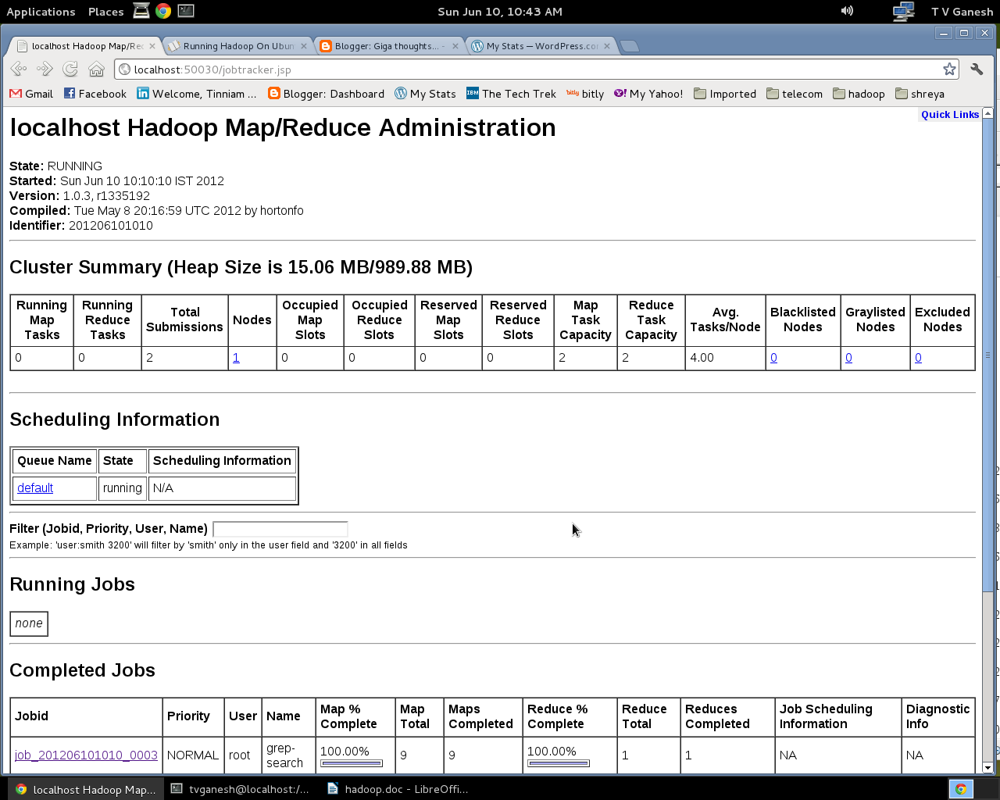 Applications Places Sun Jun 10, 10:43 AM T V Ganesh
localhost Hadoop Map/Red Running Hadoop On Ubun Blogger: Giga thoughts... - My Stats — WordPress.co
localhost:50030/jobtracker.jsp
Gmail Facebook Welcome, Tinniam ... Blogger: Dashboard My Stats IBM The Tech Trek bitly bitly My Yahoo! Imported telecom hadoop shreya
Quick Links
localhost Hadoop Map/Reduce Administration
State: RUNNING
Started: Sun Jun 10 10:10:10 IST 2012
Version: 1.0.3, r1335192
Compiled: Tue May 8 20:16:59 UTC 2012 by hortonfo
Identifier: 201206101010
Cluster Summary (Heap Size is 15.06 MB/989.88 MB)
Running Map Tasks Running Reduce Tasks Total Submissions Nodes Occupied Map Slots Occupied Reduce Slots Reserved Map Slots Reserved Reduce Slots Map Task Capacity Reduce Task Capacity Avg. Tasks/Node Blacklisted Nodes Graylisted Nodes Excluded Nodes
0 0 2 1 0 0 0 0 2 2 4.00 0 0 0
Scheduling Information
Queue Name State Scheduling Information
default running N/A
Filter (Jobid, Priority, User, Name)
Example: 'user:smith 3200' will filter by 'smith' only in the user field and '3200' in all fields
Running Jobs
none
Completed Jobs
Jobid Priority User Name Map % Complete Map Total Maps Completed Reduce % Complete Reduce Total Reduces Completed Job Scheduling Information Diagnostic Info
job_201206101010_0003 NORMAL root grep-search 100.00% 9 9 100.00% 1 1 NA NA
localhost Hadoop Map... tvganesh@localhost:/... hadoop.doc - LibreOffi...